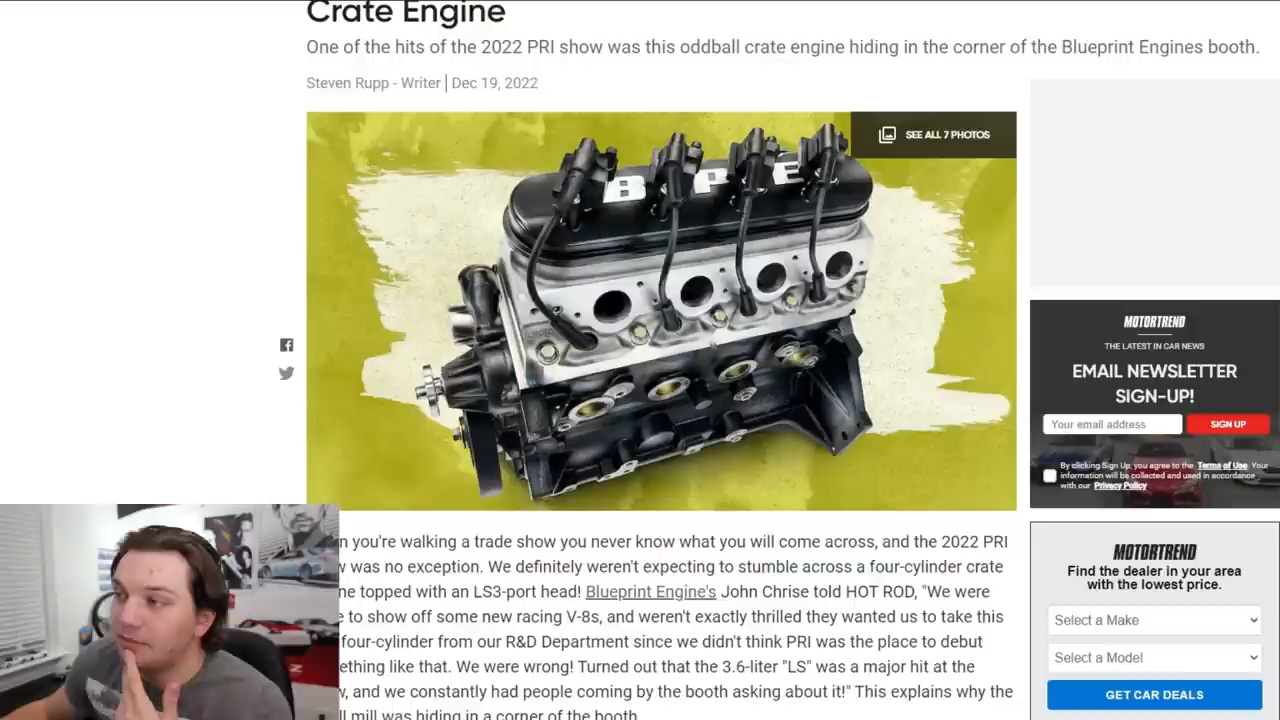 Crate Engine
One of the hits of the 2022 PRI show was this oddball crate engine hiding in the corner of the Blueprint Engines booth.
Steven Rupp - Writer | Dec 19, 2022
SEE ALL 7 PHOTOS
B P E
MOTORTREND
THE LATEST IN CAR NEWS
EMAIL NEWSLETTER
SIGN-UP!
Your email address
SIGN UP
By clicking Sign Up, you agree to the Terms of Use. Your
information will be collected and used in accordance
with our Privacy Policy
n you're walking a trade show you never know what you will come across, and the 2022 PRI
was no exception. We definitely weren't expecting to stumble across a four-cylinder crate
ne topped with an LS3-port head! Blueprint Engine's John Chrise told HOT ROD, "We were
e to show off some new racing V-8s, and weren't exactly thrilled they wanted us to take this
four-cylinder from our R&D Department since we didn't think PRI was the place to debut
ething like that. We were wrong! Turned out that the 3.6-liter "LS" was a major hit at the
, and we constantly had people coming by the booth asking about it!" This explains why the
l mill was hiding in a corner of the booth.
MOTORTREND
Find the dealer in your area
with the lowest price.
Select a Make
Select a Model
GET CAR DEALS